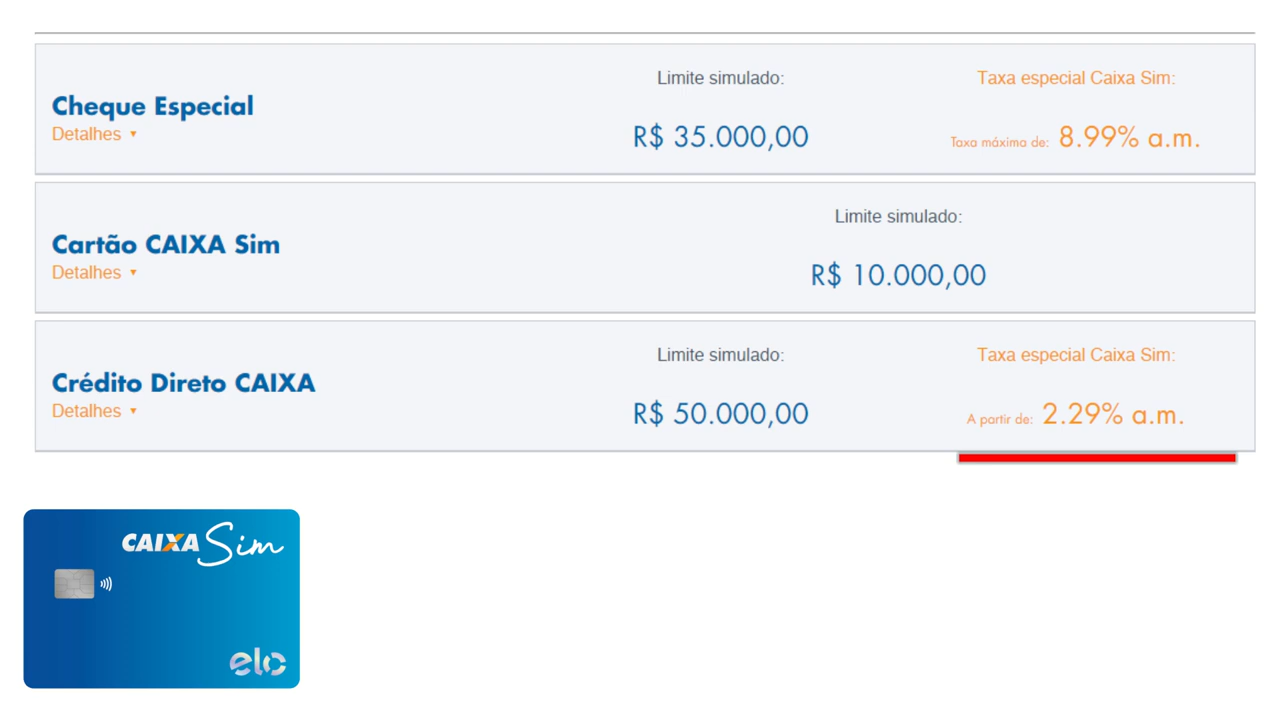 Limite simulado:
Taxa especial Caixa Sim:
Cheque Especial
Detalhes ▼
R$ 35.000,00
Taxa máxima de: 8.99% a.m.
Limite simulado:
Cartão CAIXA Sim
Detalhes ▼
R$ 10.000,00
Limite simulado:
Taxa especial Caixa Sim:
Crédito Direto CAIXA
Detalhes ▼
R$ 50.000,00
A partir de: 2.29% a.m.
CAIXA Sim
elo